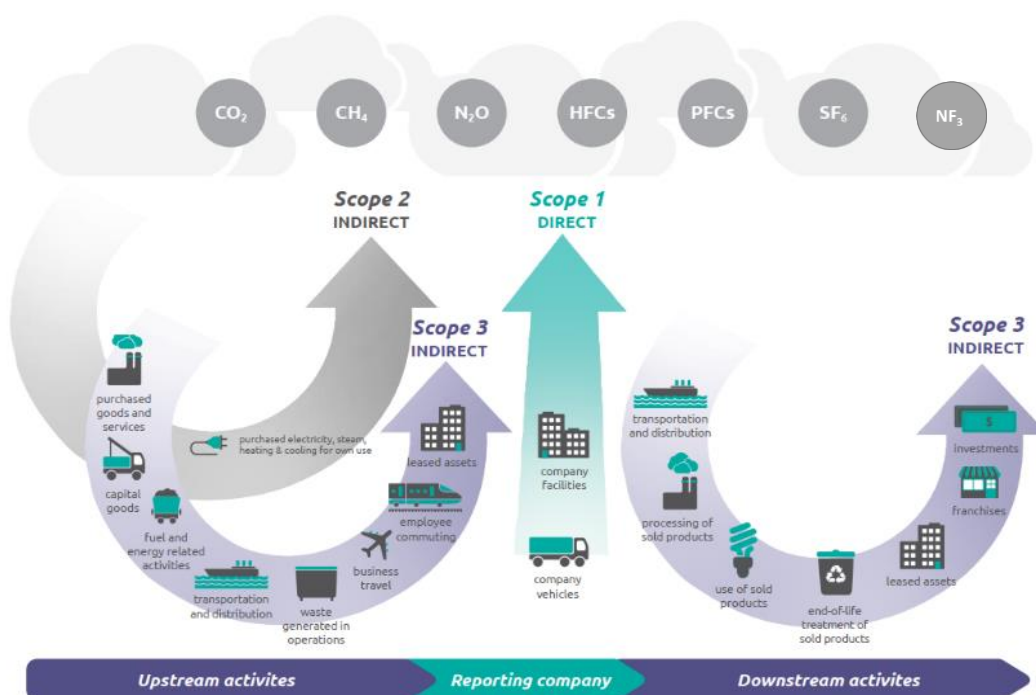 CO₂
CH₄
N₂O
HFCs
PFCs
SF₆
NF₃
Scope 2
INDIRECT
Scope 1
DIRECT
Scope 3
INDIRECT
Scope 3
INDIRECT
purchased
goods and
services
capital
goods
fuel and
energy related
activities
transportation
and distribution
waste
generated in
operations
business
travel
employee
commuting
leased assets
purchased electricity, steam,
heating & cooling for own use
company
facilities
company
vehicles
transportation
and distribution
processing of
sold products
use of sold
products
end-of-life
treatment of
sold products
leased assets
franchises
$
investments
Upstream activites
Reporting company
Downstream activites